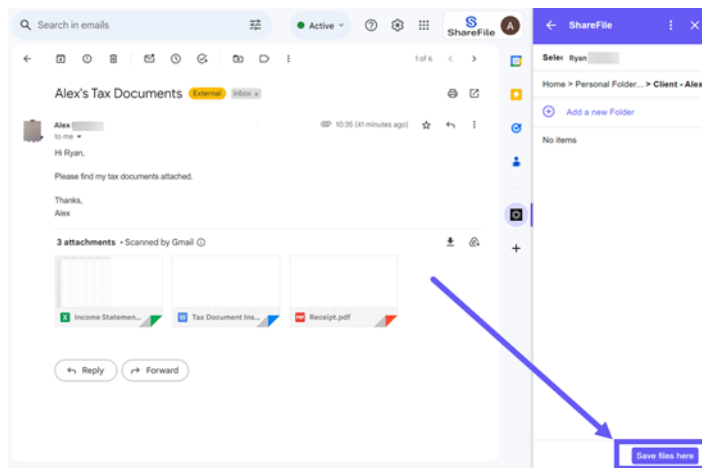 Search in emails
Active
ShareFile
A
ShareFile
1 of 6
Selec Ryan
Home > Personal Folder... > Client - Alex
Add a new Folder
No items
Alex's Tax Documents External Inbox x
Alex
10:35 (41 minutes ago)
to me
Hi Ryan,
Please find my tax documents attached.
Thanks,
Alex
3 attachments • Scanned by Gmail
Income Statemen...
W Tax Document Ins...
PDF Receipt.pdf
Reply
Forward
Save files here